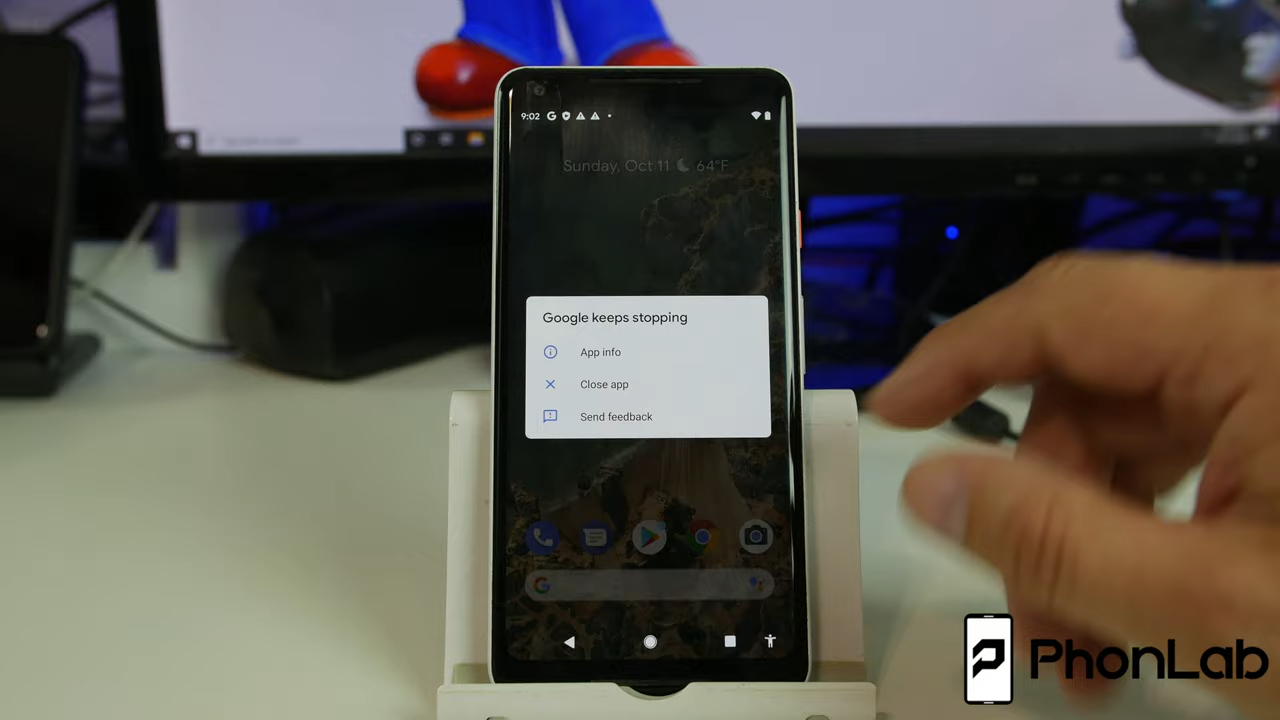 9:02
Sunday, Oct 11 64°F
Google keeps stopping
App info
Close app
Send feedback
PhonLab